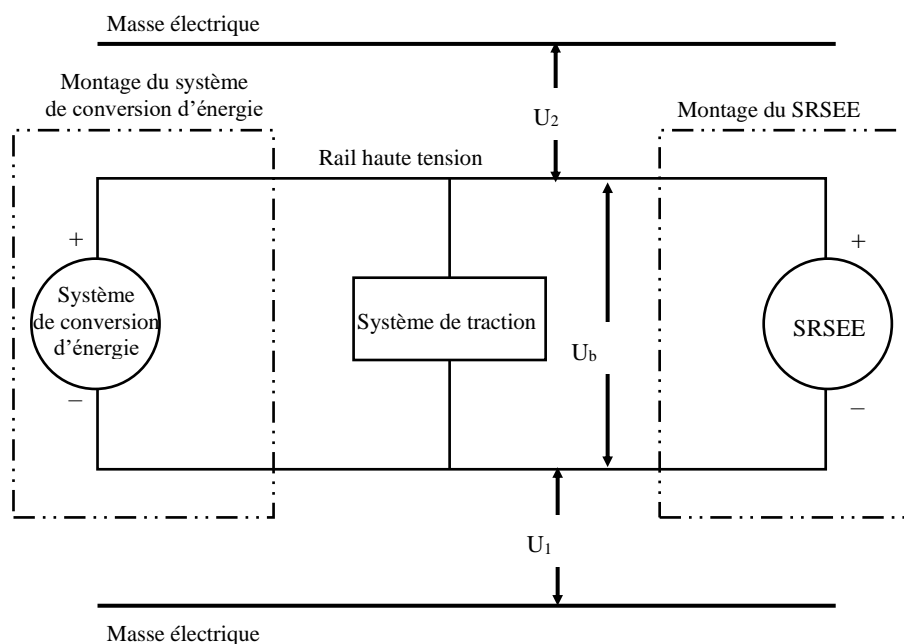 Masse électrique
Montage du système
de conversion d'énergie
Montage du SRSEE
U2
Rail haute tension
+
+
Système
de conversion
d'énergie
Système de traction
SRSEE
Ub
–
–
U1
Masse électrique